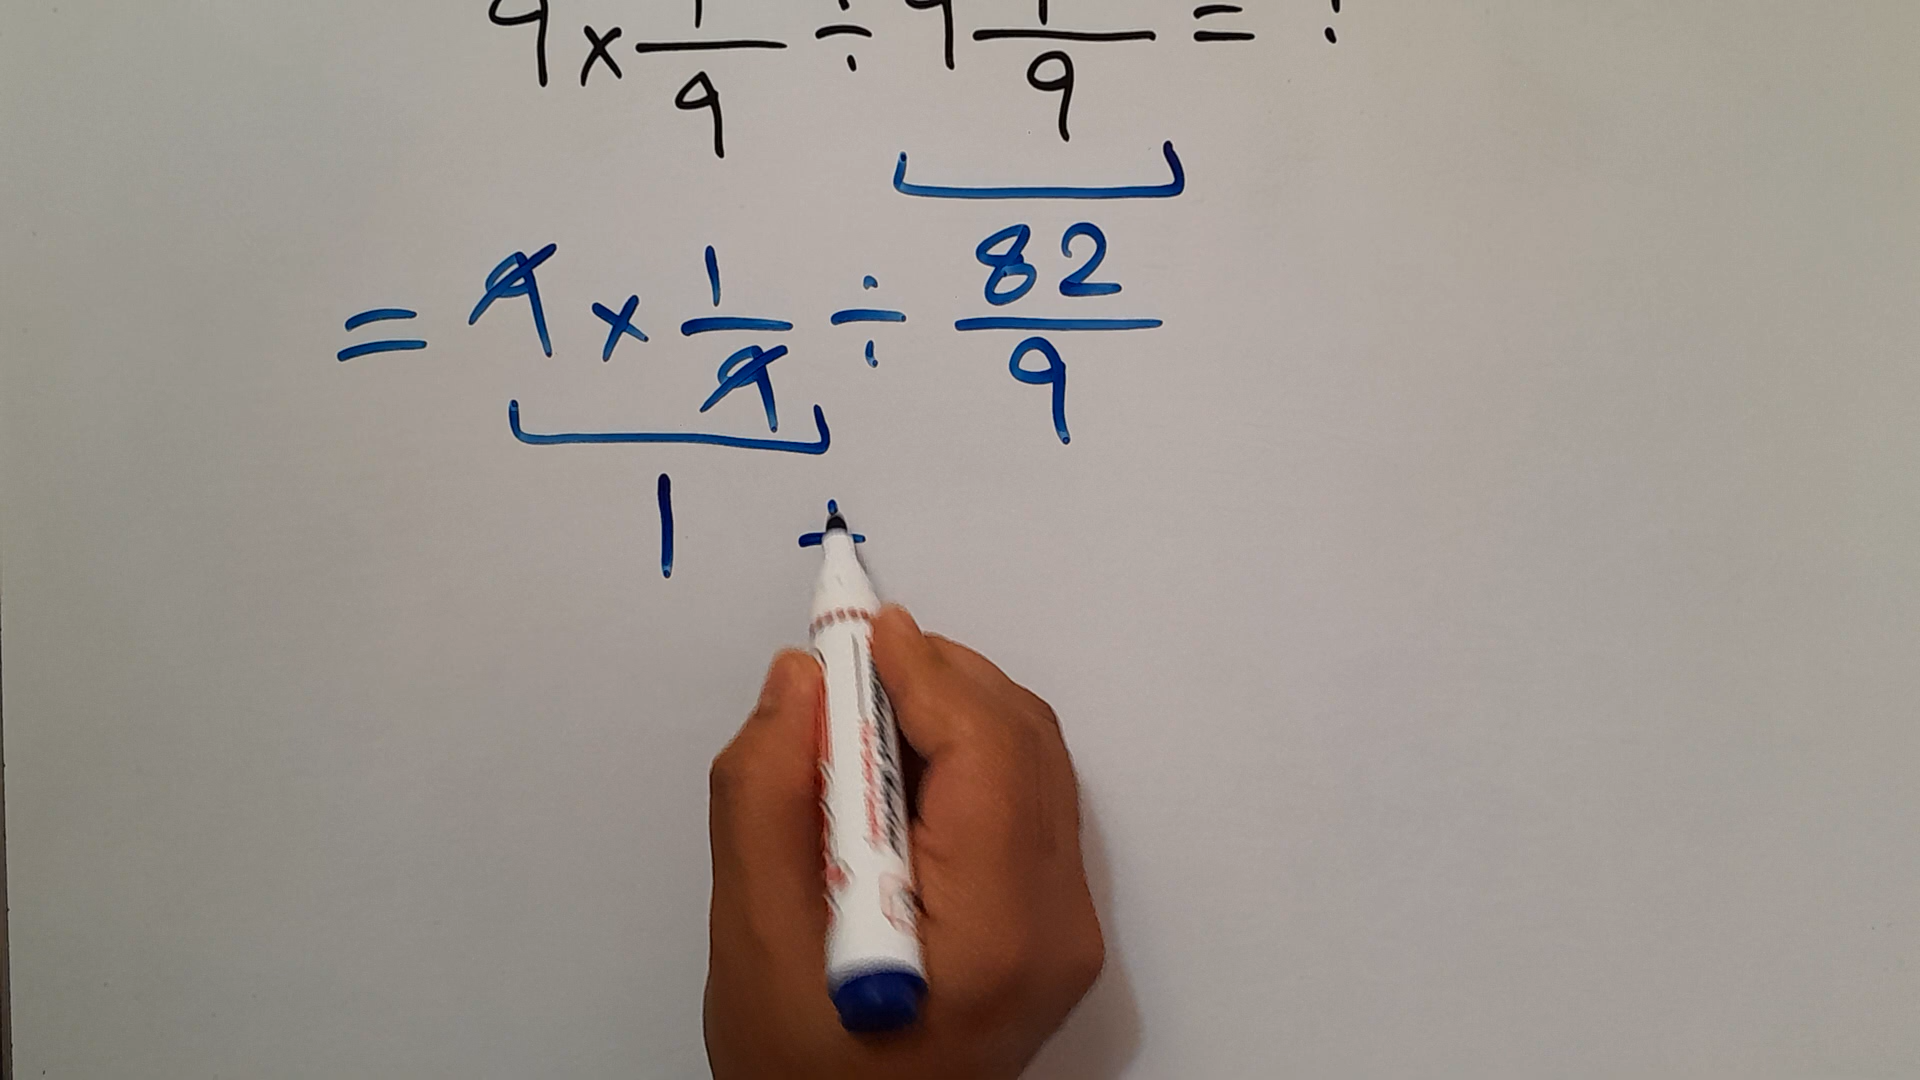 9 × 1/9 ÷ 9 1/9 = ?
= 9 × 1/9 ÷ 82/9
1 ÷